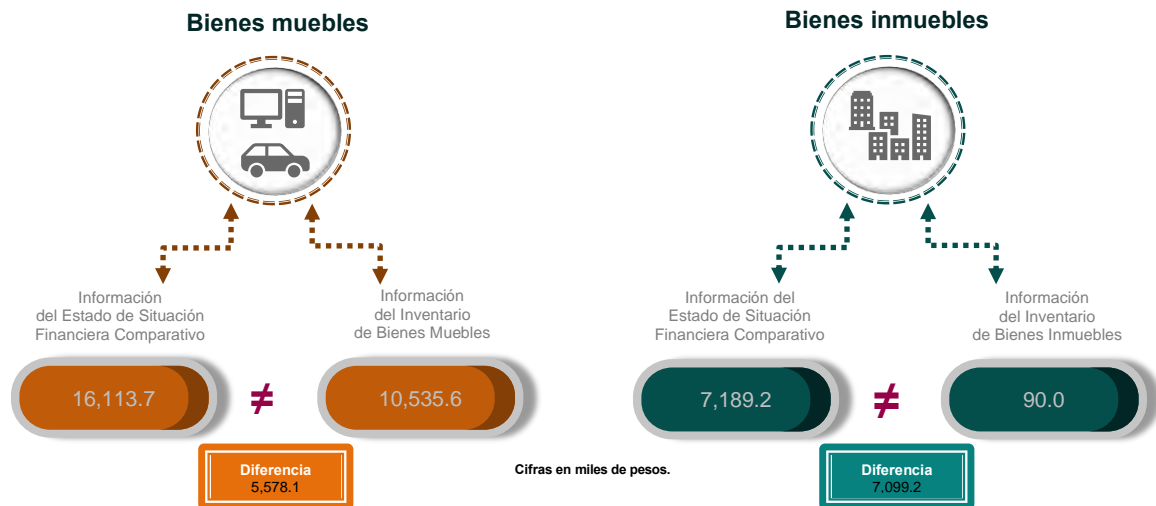 Bienes muebles
Información
del Estado de Situación
Financiera Comparativo
Información
del Inventario
de Bienes Muebles
16,113.7
≠
10,535.6
Diferencia
5,578.1
Cifras en miles de pesos.
Bienes inmuebles
Información del
Estado de Situación
Financiera Comparativo
Información
del Inventario
de Bienes Inmuebles
7,189.2
≠
90.0
Diferencia
7,099.2